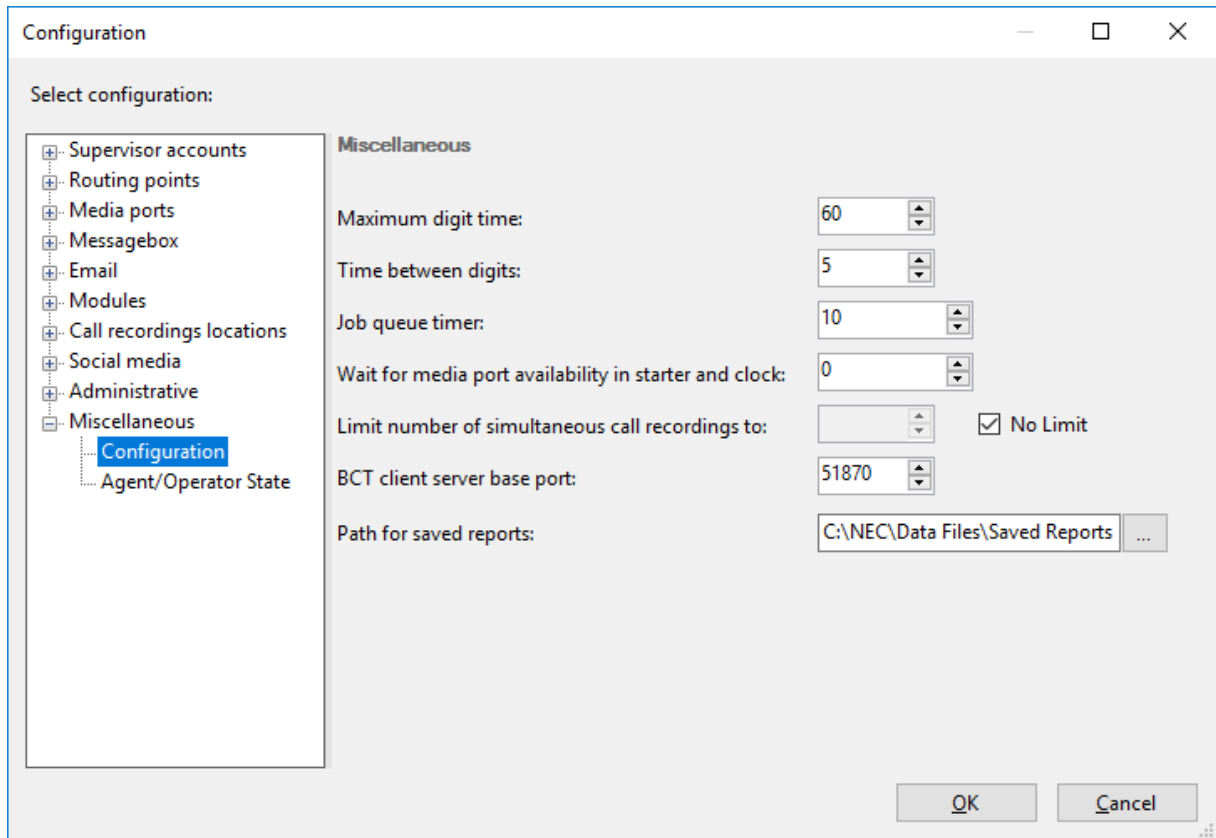 Configuration
Select configuration:
Supervisor accounts
Routing points
Media ports
Messagebox
Email
Modules
Call recordings locations
Social media
Administrative
Miscellaneous
Configuration
Agent/Operator State
Miscellaneous
Maximum digit time: 60
Time between digits: 5
Job queue timer: 10
Wait for media port availability in starter and clock: 0
Limit number of simultaneous call recordings to: No Limit
BCT client server base port: 51870
Path for saved reports: C:\NEC\Data Files\Saved Reports ...
OK Cancel